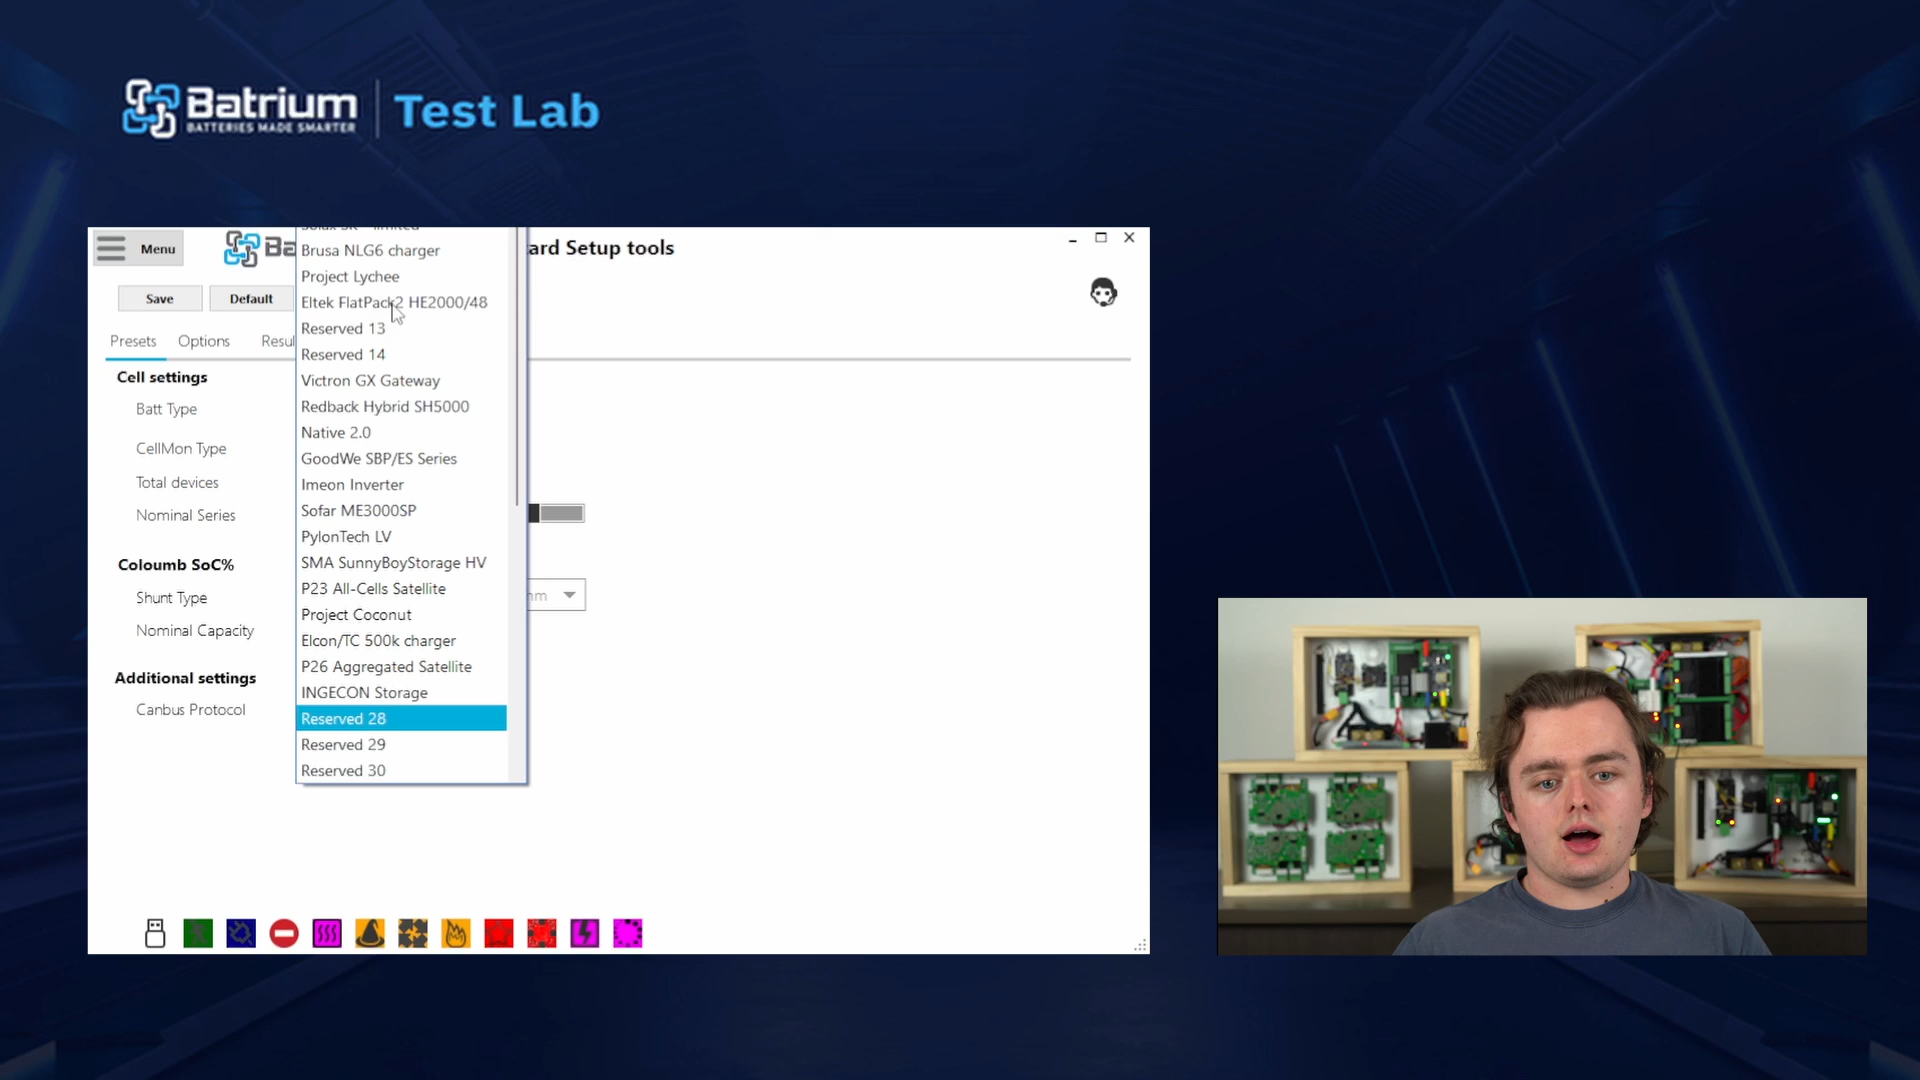 Batrium
BATTERIES MADE SMARTER
Test Lab
Menu
Ba
ard Setup tools
Save
Default
Presets
Options
Resul
Cell settings
Batt Type
CellMon Type
Total devices
Nominal Series
Coloumb SoC%
Shunt Type
Nominal Capacity
Additional settings
Canbus Protocol
Brusa NLG6 charger
Project Lychee
Eltek FlatPack2 HE2000/48
Reserved 13
Reserved 14
Victron GX Gateway
Redback Hybrid SH5000
Native 2.0
GoodWe SBP/ES Series
Imeon Inverter
Sofar ME3000SP
PylonTech LV
SMA SunnyBoyStorage HV
P23 All-Cells Satellite
Project Coconut
Elcon/TC 500k charger
P26 Aggregated Satellite
INGECON Storage
Reserved 28
Reserved 29
Reserved 30